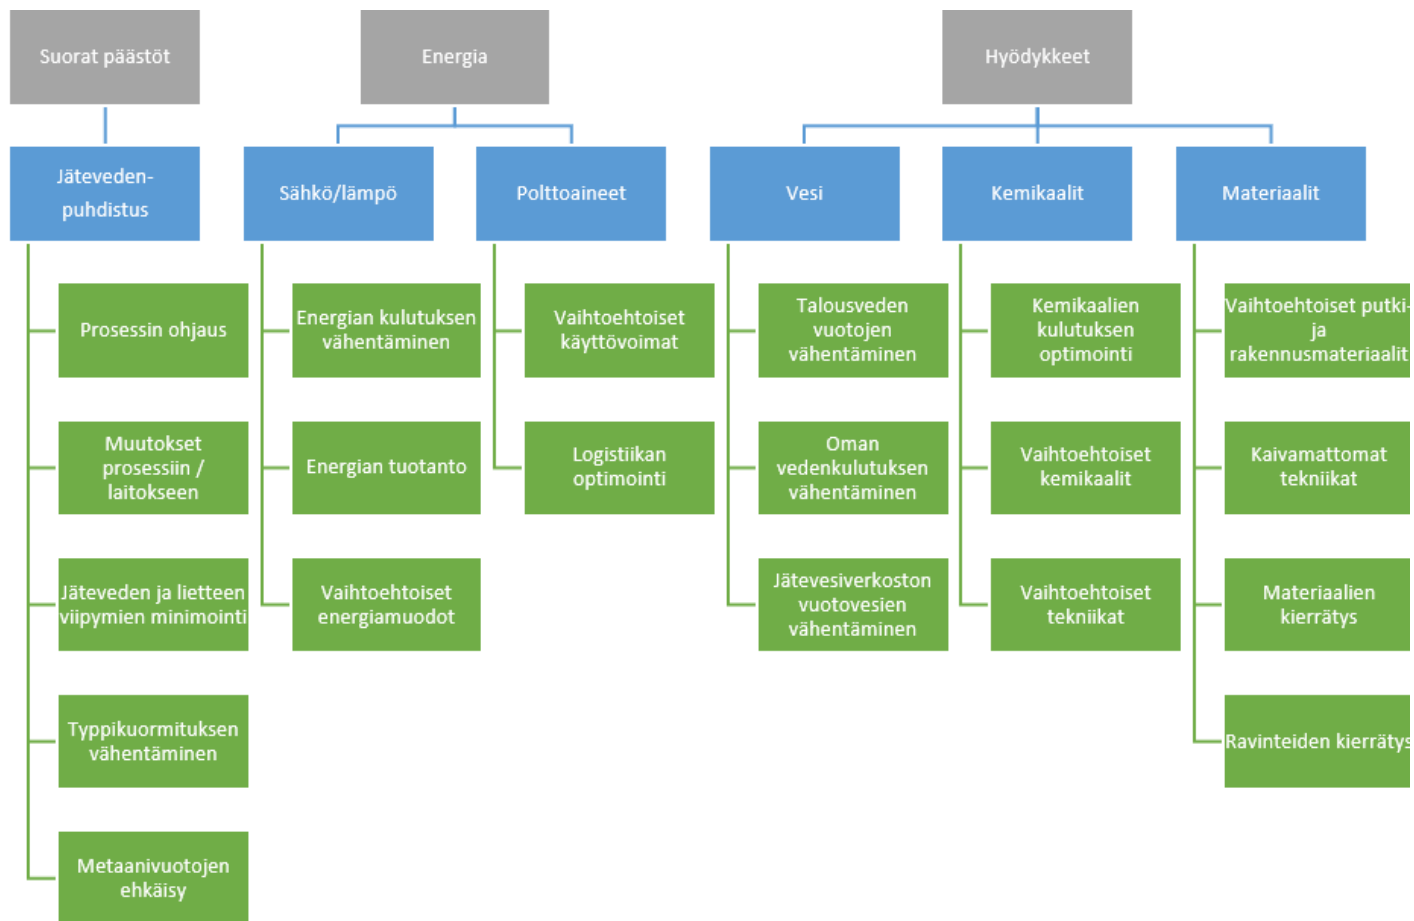 Suorat päästöt
Energia
Hyödykkeet
Jäteveden-
puhdistus
Sähkö/lämpö
Polttoaineet
Vesi
Kemikaalit
Materiaalit
Prosessin ohjaus
Muutokset
prosessiin /
laitokseen
Jäteveden ja lietteen
viipymien minimointi
Typpikuormituksen
vähentäminen
Metaanivuotojen
ehkäisy
Energian kulutuksen
vähentäminen
Energian tuotanto
Vaihtoehtoiset
energiamuodot
Vaihtoehtoiset
käyttövoimat
Logistiikan
optimointi
Talousveden
vuotojen
vähentäminen
Oman
vedenkulutuksen
vähentäminen
Jätevesiverkoston
vuotovesien
vähentäminen
Kemikaalien
kulutuksen
optimointi
Vaihtoehtoiset
kemikaalit
Vaihtoehtoiset
tekniikat
Vaihtoehtoiset putki-
ja
rakennusmateriaalit
Kaivamattomat
tekniikat
Materiaalien
kierrätys
Ravinteiden kierrätys